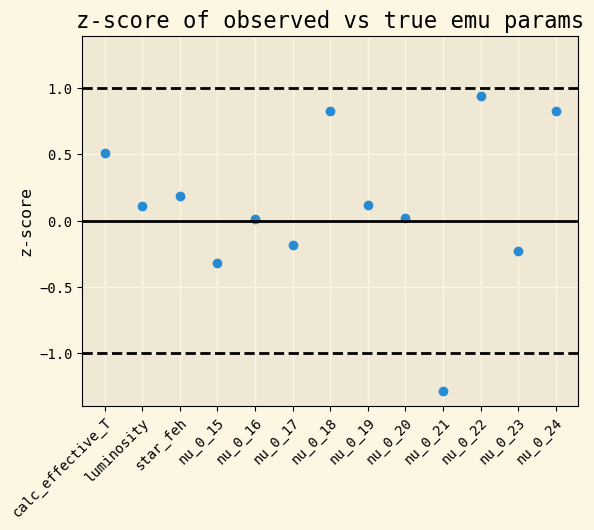 z-score of observed vs true emu params
z-score
1.0
0.5
0.0
−0.5
−1.0
calc_effective_T
luminosity
star_feh
nu_0_15
nu_0_16
nu_0_17
nu_0_18
nu_0_19
nu_0_20
nu_0_21
nu_0_22
nu_0_23
nu_0_24